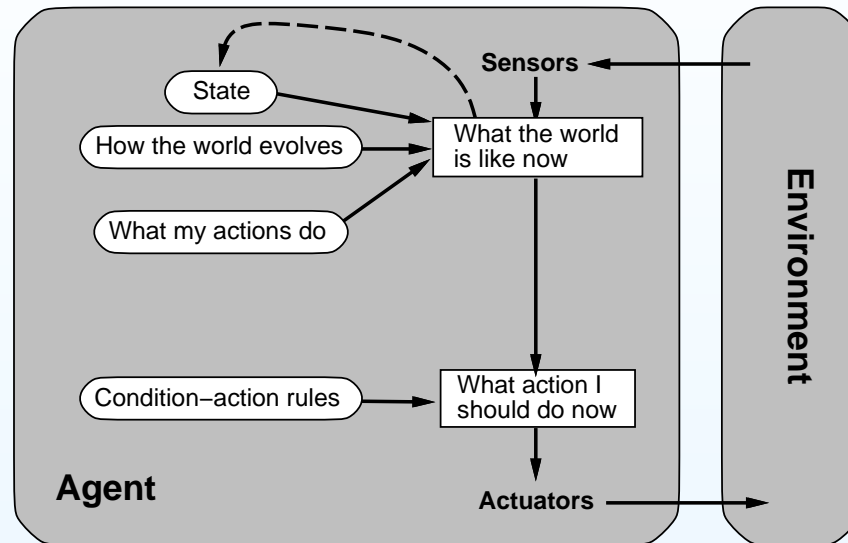 Sensors
State
What the world
is like now
How the world evolves
What my actions do
Environment
What action I
should do now
Condition−action rules
Agent
Actuators